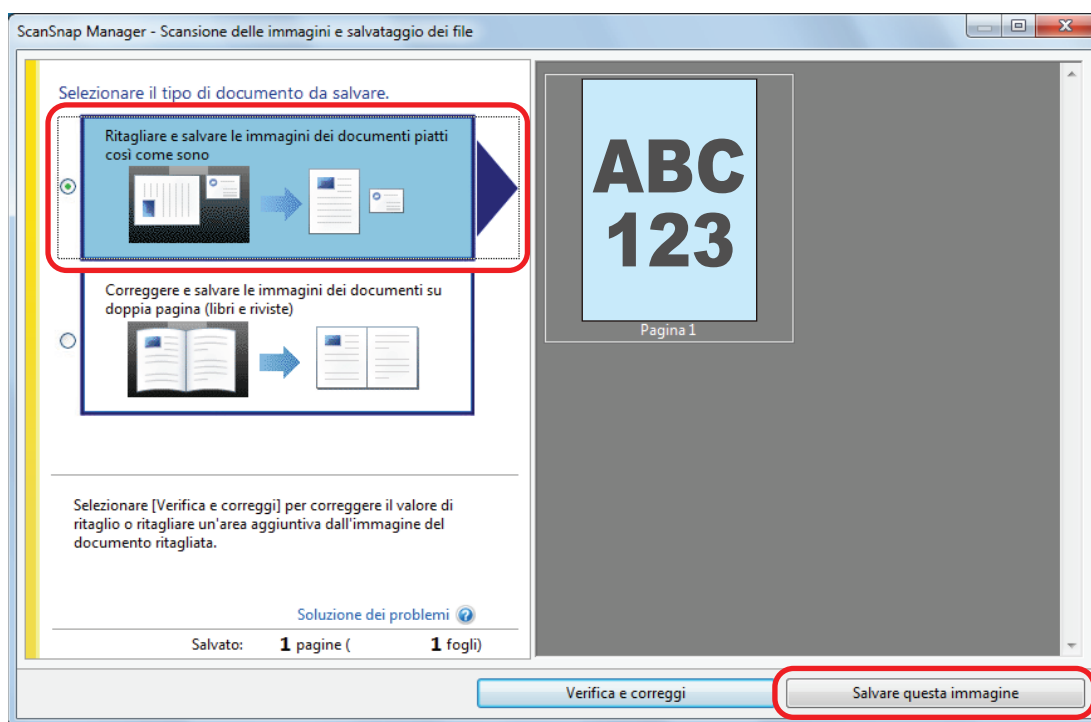 ScanSnap Manager - Scansione delle immagini e salvataggio dei file
Selezionare il tipo di documento da salvare.
Ritagliare e salvare le immagini dei documenti piatti
così come sono
Correggere e salvare le immagini dei documenti su
doppia pagina (libri e riviste)
Selezionare [Verifica e correggi] per correggere il valore di
ritaglio o ritagliare un'area aggiuntiva dall'immagine del
documento ritagliata.
Soluzione dei problemi
Salvato: 1 pagine ( 1 fogli)
ABC
123
Pagina 1
Verifica e correggi
Salvare questa immagine